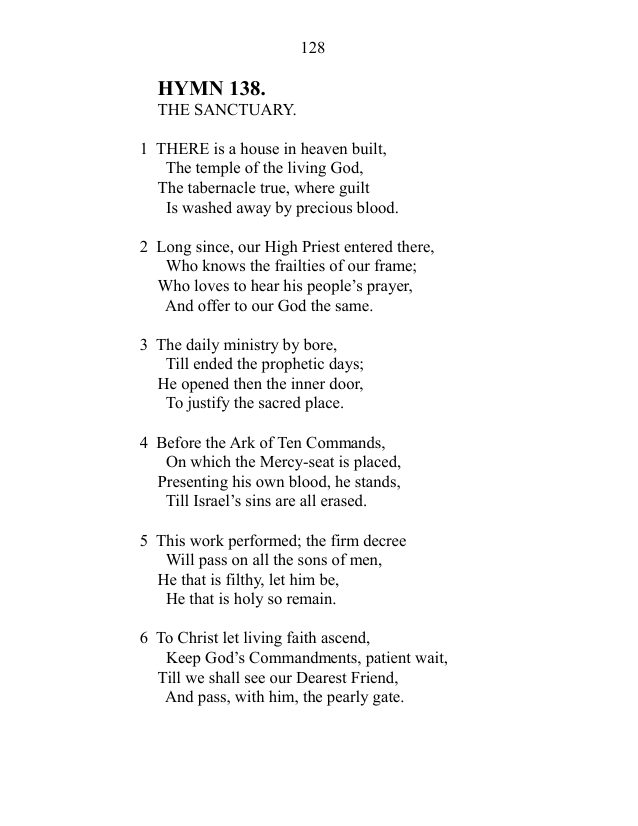 128
HYMN 138.
THE SANCTUARY.
1 THERE is a house in heaven built,
The temple of the living God,
The tabernacle true, where guilt
Is washed away by precious blood.
2 Long since, our High Priest entered there,
Who knows the frailties of our frame;
Who loves to hear his people’s prayer,
And offer to our God the same.
3 The daily ministry by bore,
Till ended the prophetic days;
He opened then the inner door,
To justify the sacred place.
4 Before the Ark of Ten Commands,
On which the Mercy-seat is placed,
Presenting his own blood, he stands,
Till Israel’s sins are all erased.
5 This work performed; the firm decree
Will pass on all the sons of men,
He that is filthy, let him be,
He that is holy so remain.
6 To Christ let living faith ascend,
Keep God’s Commandments, patient wait,
Till we shall see our Dearest Friend,
And pass, with him, the pearly gate.